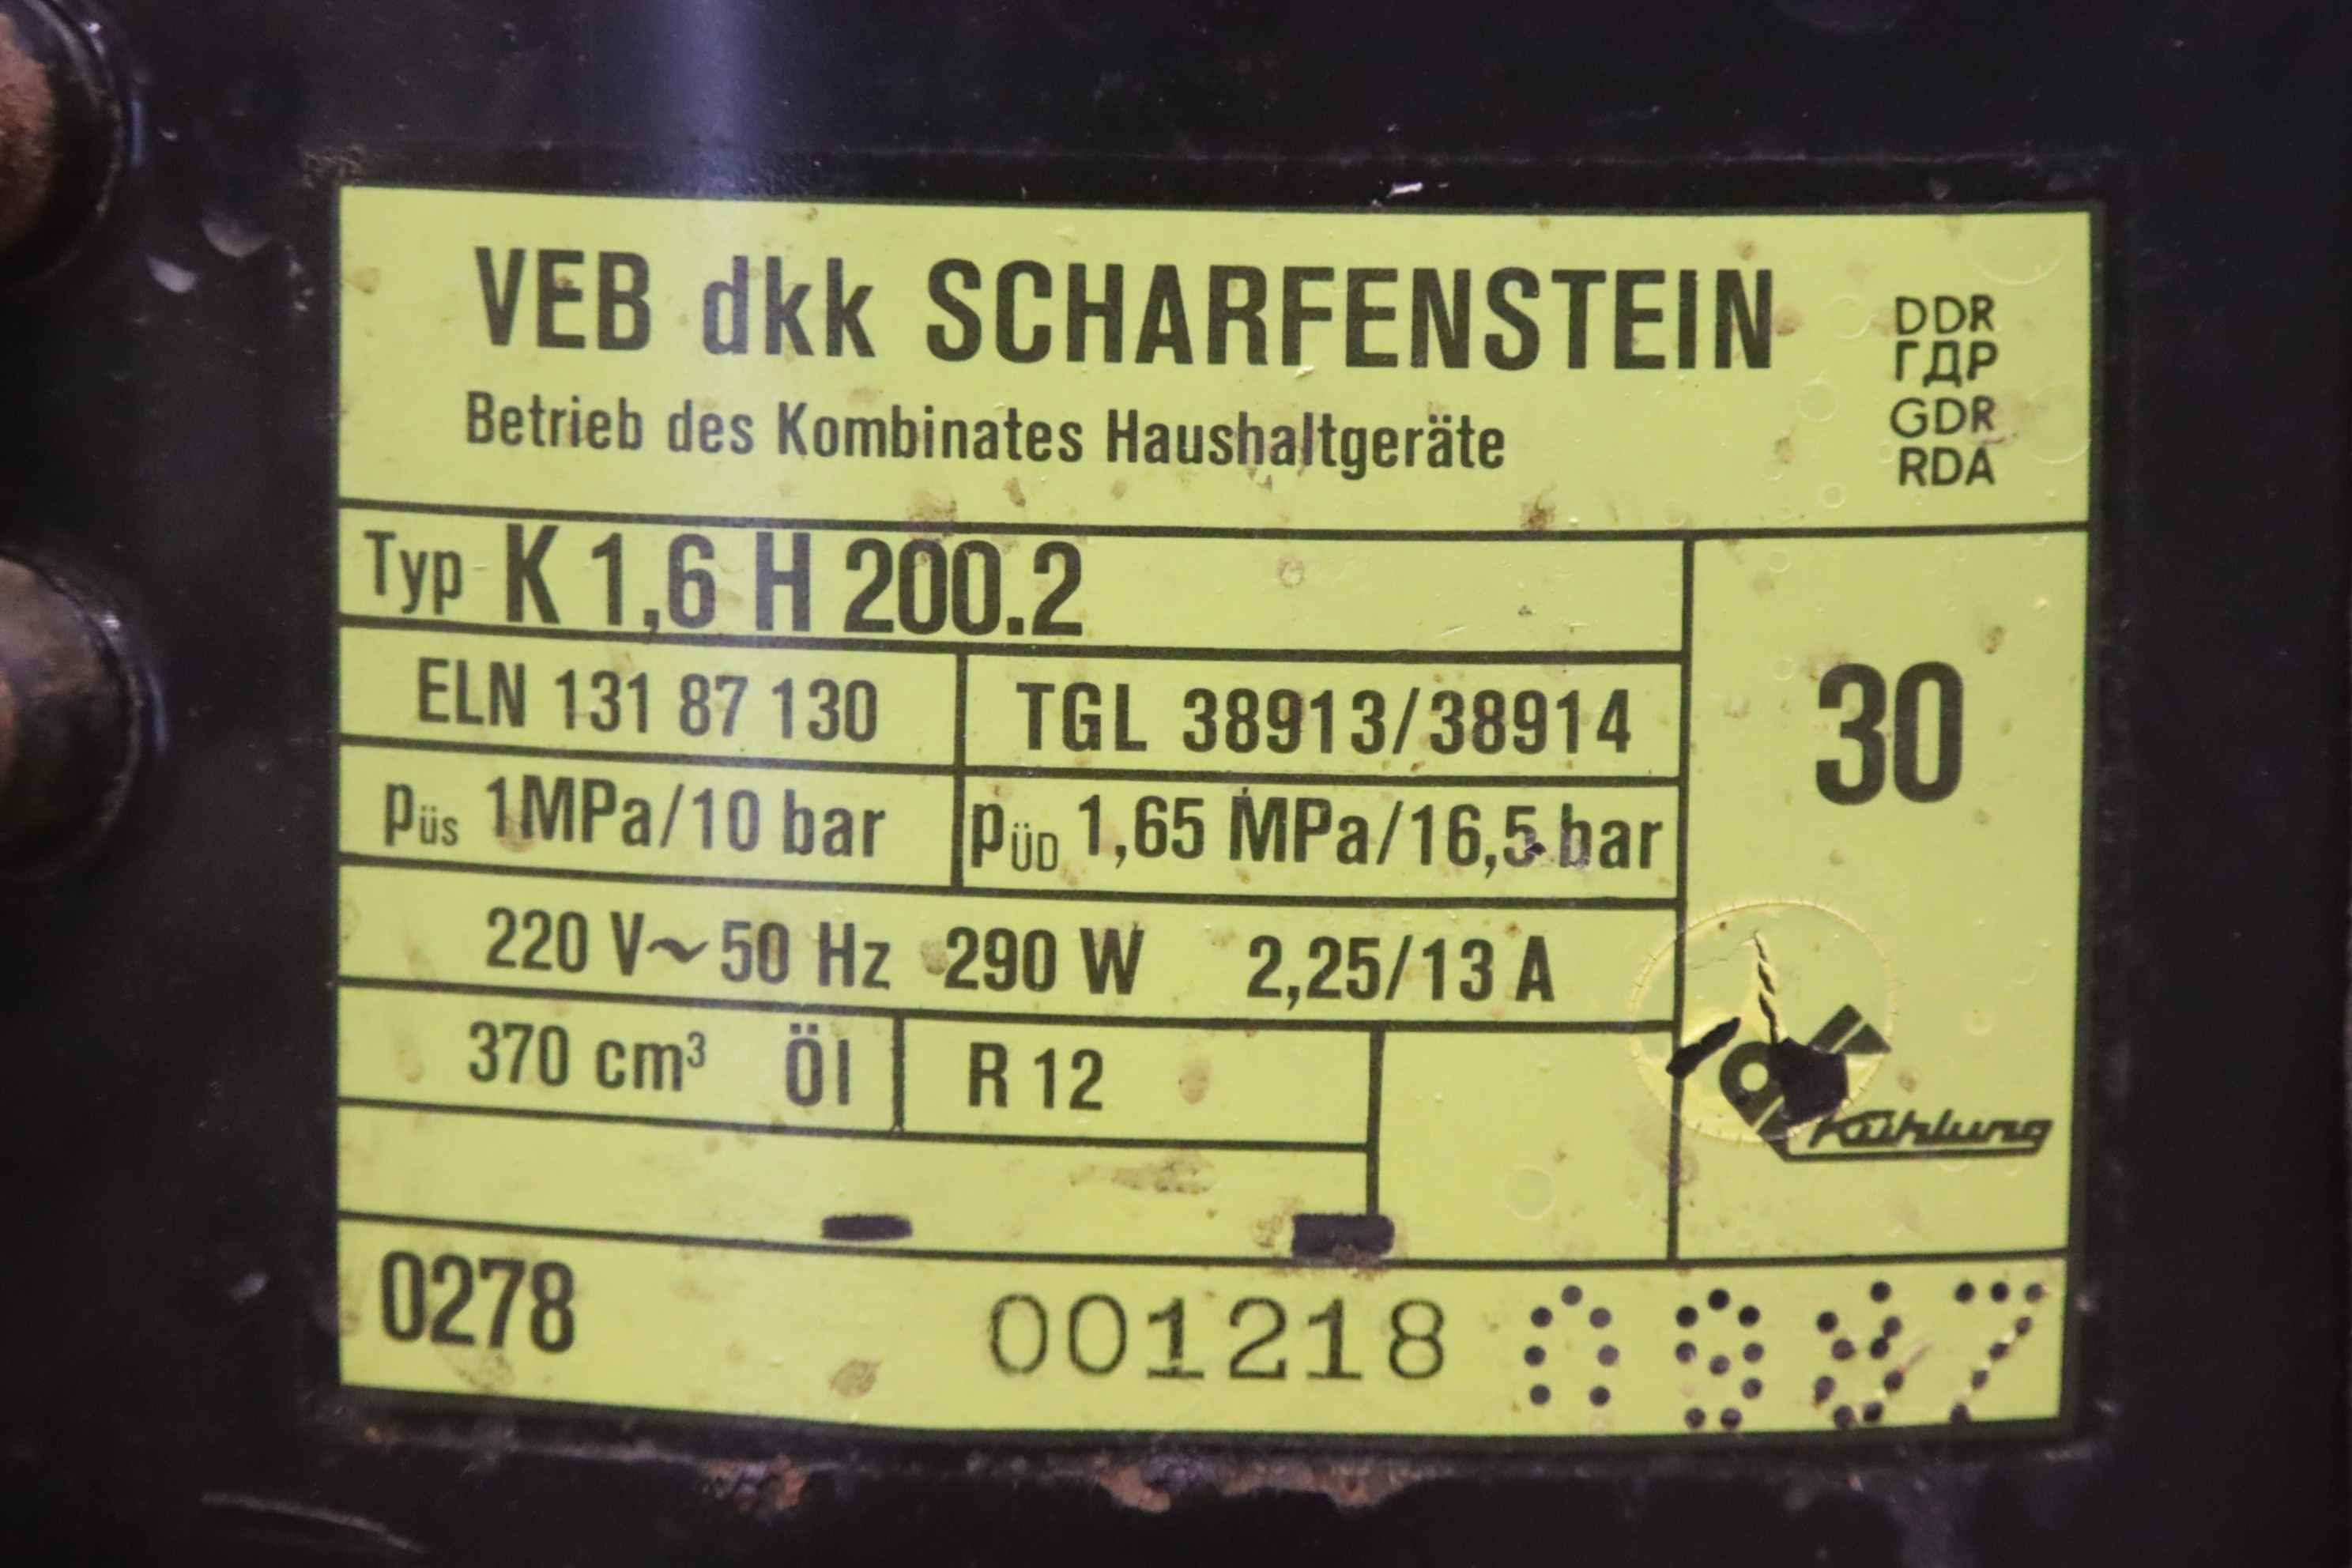 VEB dkk SCHARFENSTEIN
Betrieb des Kombinates Haushaltgeräte
DDR
ГДР
GDR
RDA
Typ K 1,6 H 200.2
30
ELN 131 87 130
TGL 38913/38914
püs 1MPa/10 bar
pÜD 1,65 MPa/16,5 bar
220 V~50 Hz 290 W 2,25/13 A
370 cm³ Öl
R 12
Kühlung
0278
001218